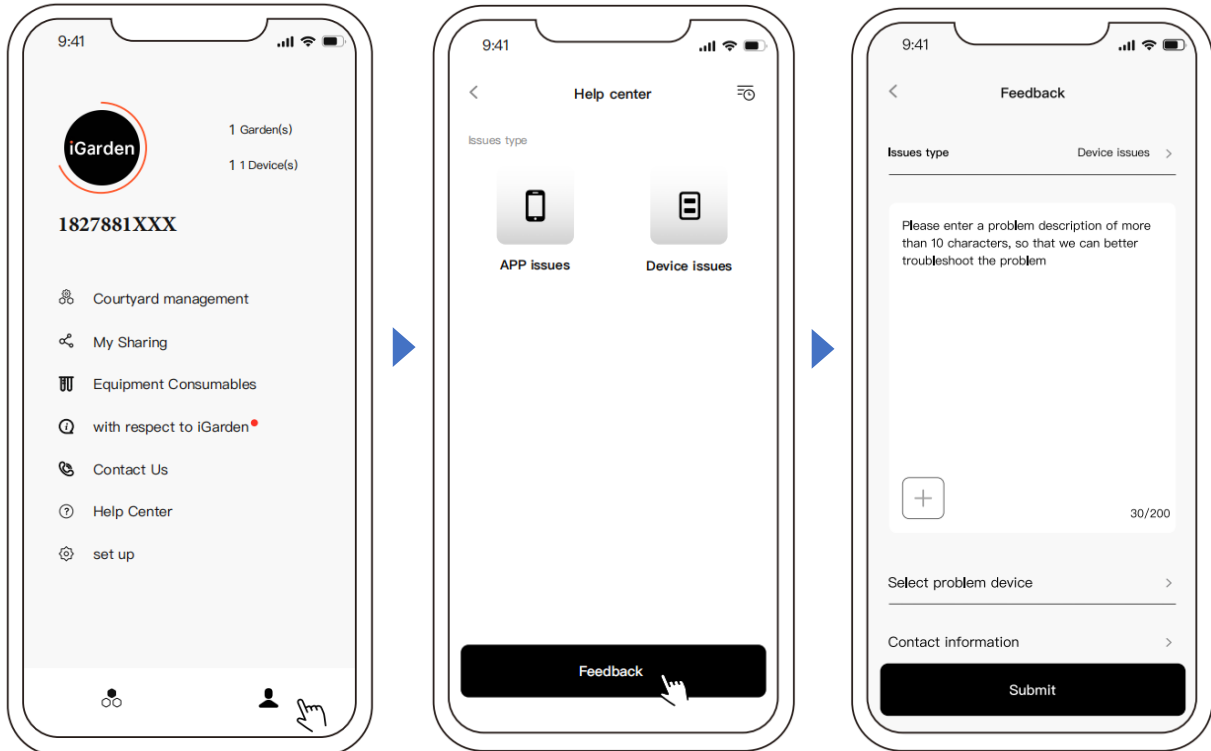 9:41
iGarden
1 Garden(s)
1 1 Device(s)
1827881XXX
Courtyard management
My Sharing
Equipment Consumables
with respect to iGarden
Contact Us
Help Center
set up
9:41
Help center
Issues type
APP issues
Device issues
Feedback
9:41
Feedback
Issues type
Device issues
Please enter a problem description of more
than 10 characters, so that we can better
troubleshoot the problem
30/200
Select problem device
Contact information
Submit